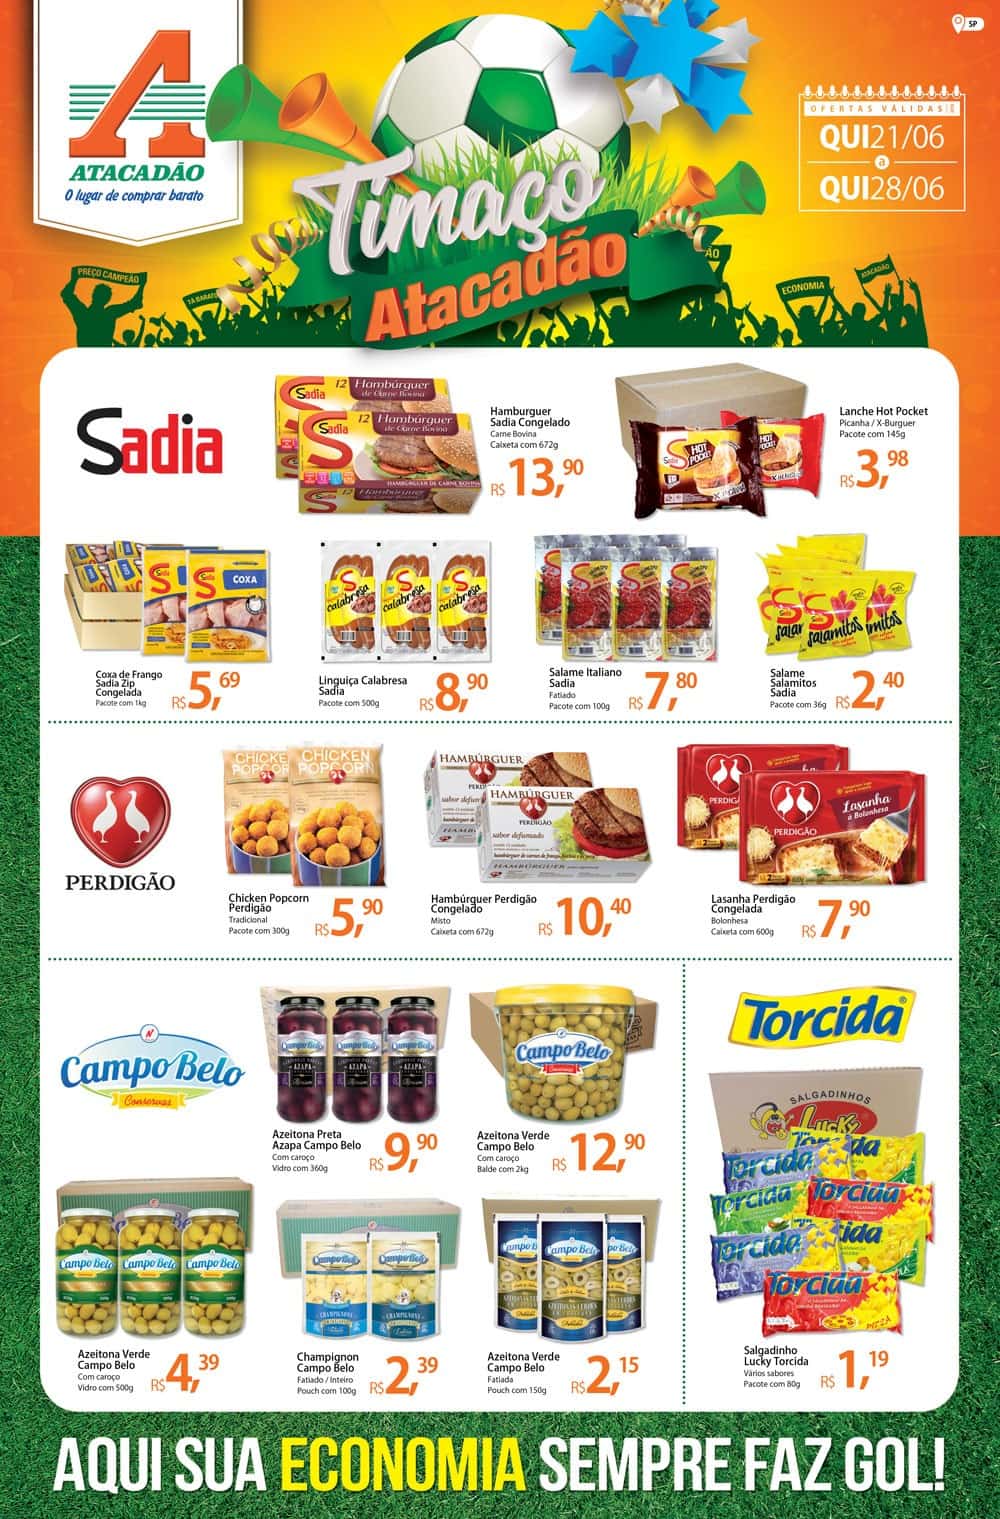 SP
A
ATACADÃO
O lugar de comprar barato
Timaço
Atacadão
OFERTAS VÁLIDAS DE
QUI21/06
a
QUI28/06
PREÇO CAMPEÃO
TÁ BARATO
ECONOMIA
ATACADÃO
Sadia
Hamburguer
Sadia Congelado
Carne Bovina
Caixeta com 672g
R$ 13,90
Lanche Hot Pocket
Picanha / X-Burguer
Pacote com 145g
R$ 3,98
Coxa de Frango
Sadia Zip
Congelada
Pacote com 1kg
R$ 5,69
Linguiça Calabresa
Sadia
Pacote com 500g
R$ 8,90
Salame Italiano
Sadia
Fatiado
Pacote com 100g
R$ 7,80
Salame
Salamitos
Sadia
Pacote com 36g
R$ 2,40
PERDIGÃO
Chicken Popcorn
Perdigão
Tradicional
Pacote com 300g
R$ 5,90
Hambúrguer Perdigão
Congelado
Misto
Caixeta com 672g
R$ 10,40
Lasanha Perdigão
Congelada
Bolonhesa
Caixeta com 600g
R$ 7,90
Campo Belo
Conservas
Azeitona Preta
Azapa Campo Belo
Com caroço
Vidro com 360g
R$ 9,90
Azeitona Verde
Campo Belo
Com caroço
Balde com 2kg
R$ 12,90
Azeitona Verde
Campo Belo
Com caroço
Vidro com 500g
R$ 4,39
Champignon
Campo Belo
Fatiado / Inteiro
Pouch com 100g
R$ 2,39
Azeitona Verde
Campo Belo
Fatiada
Pouch com 150g
R$ 2,15
Torcida
SALGADINHOS
Lucky
Salgadinho
Lucky Torcida
Vários sabores
Pacote com 80g
R$ 1,19
AQUI SUA ECONOMIA SEMPRE FAZ GOL!